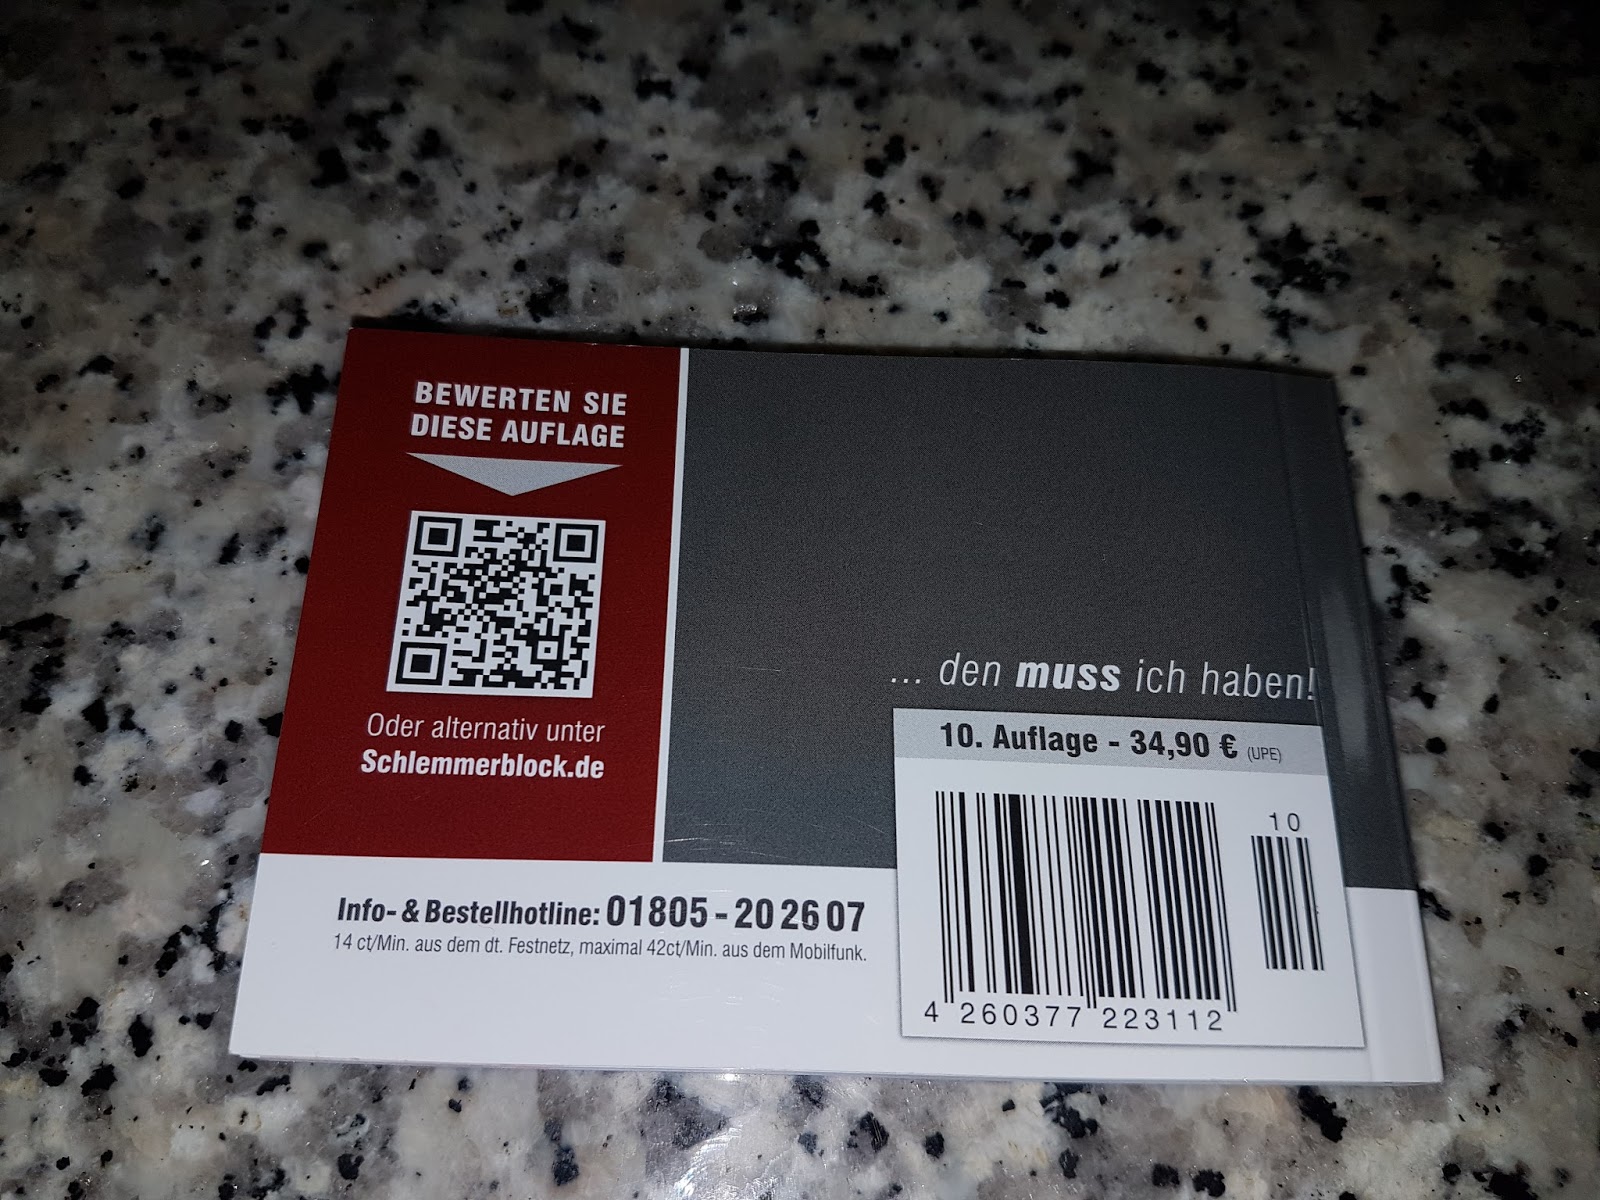 BEWERTEN SIE
DIESE AUFLAGE
Oder alternativ unter
Schlemmerblock.de
... den muss ich haben!
10. Auflage - 34,90 € (UPE)
10
4 260377 223112
Info- & Bestellhotline: 01805 - 20 26 07
14 ct/Min. aus dem dt. Festnetz, maximal 42ct/Min. aus dem Mobilfunk.